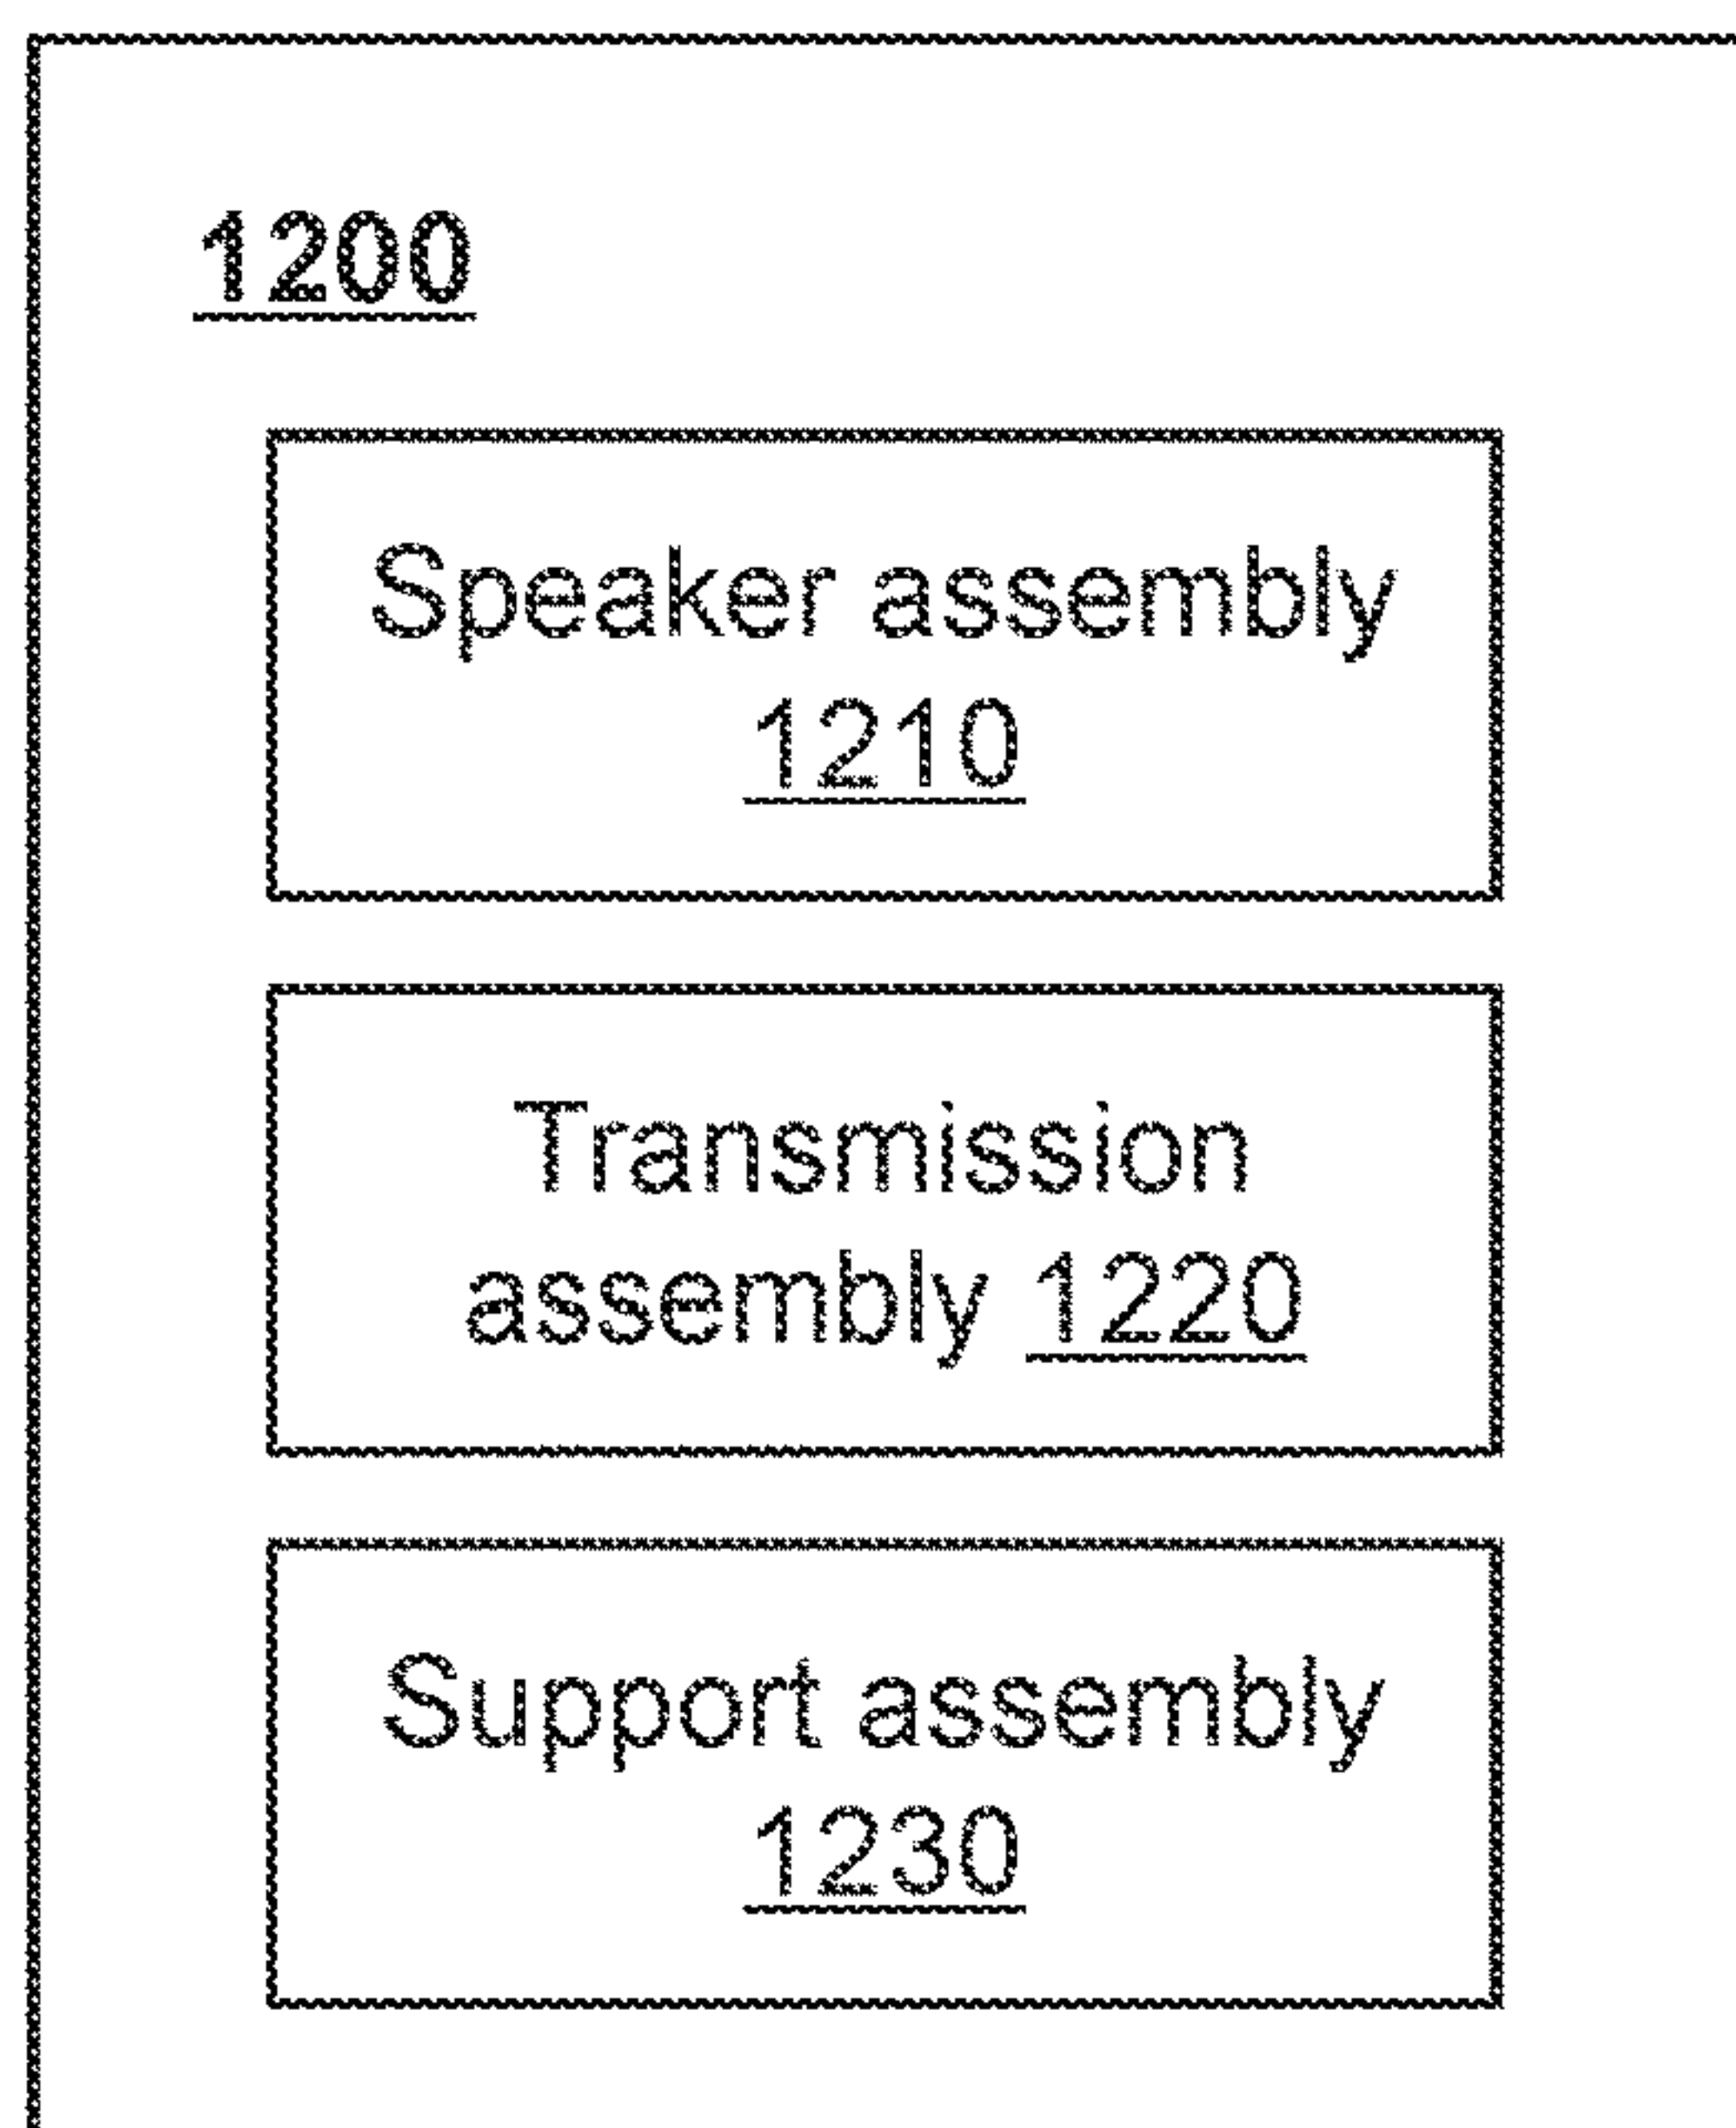 1200
Speaker assembly
1210
Transmission
assembly 1220
Support assembly
1230